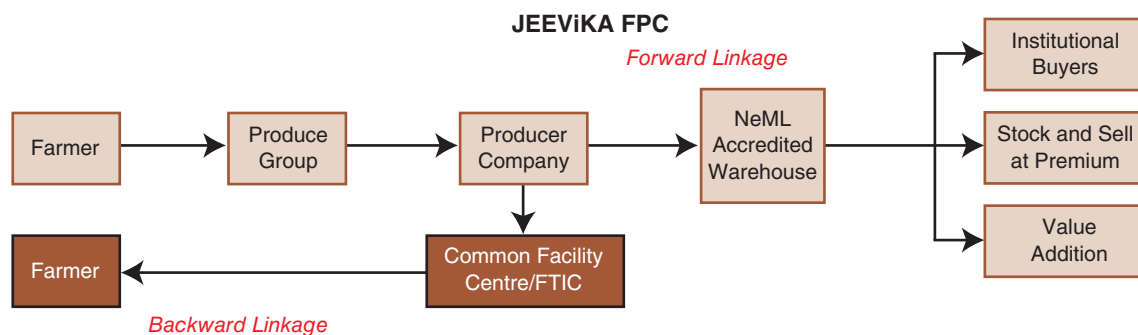 JEEViKA FPC
Forward Linkage
Farmer
Produce
Group
Producer
Company
NeML
Accredited
Warehouse
Institutional
Buyers
Stock and Sell
at Premium
Value
Addition
Farmer
Common Facility
Centre/FTIC
Backward Linkage